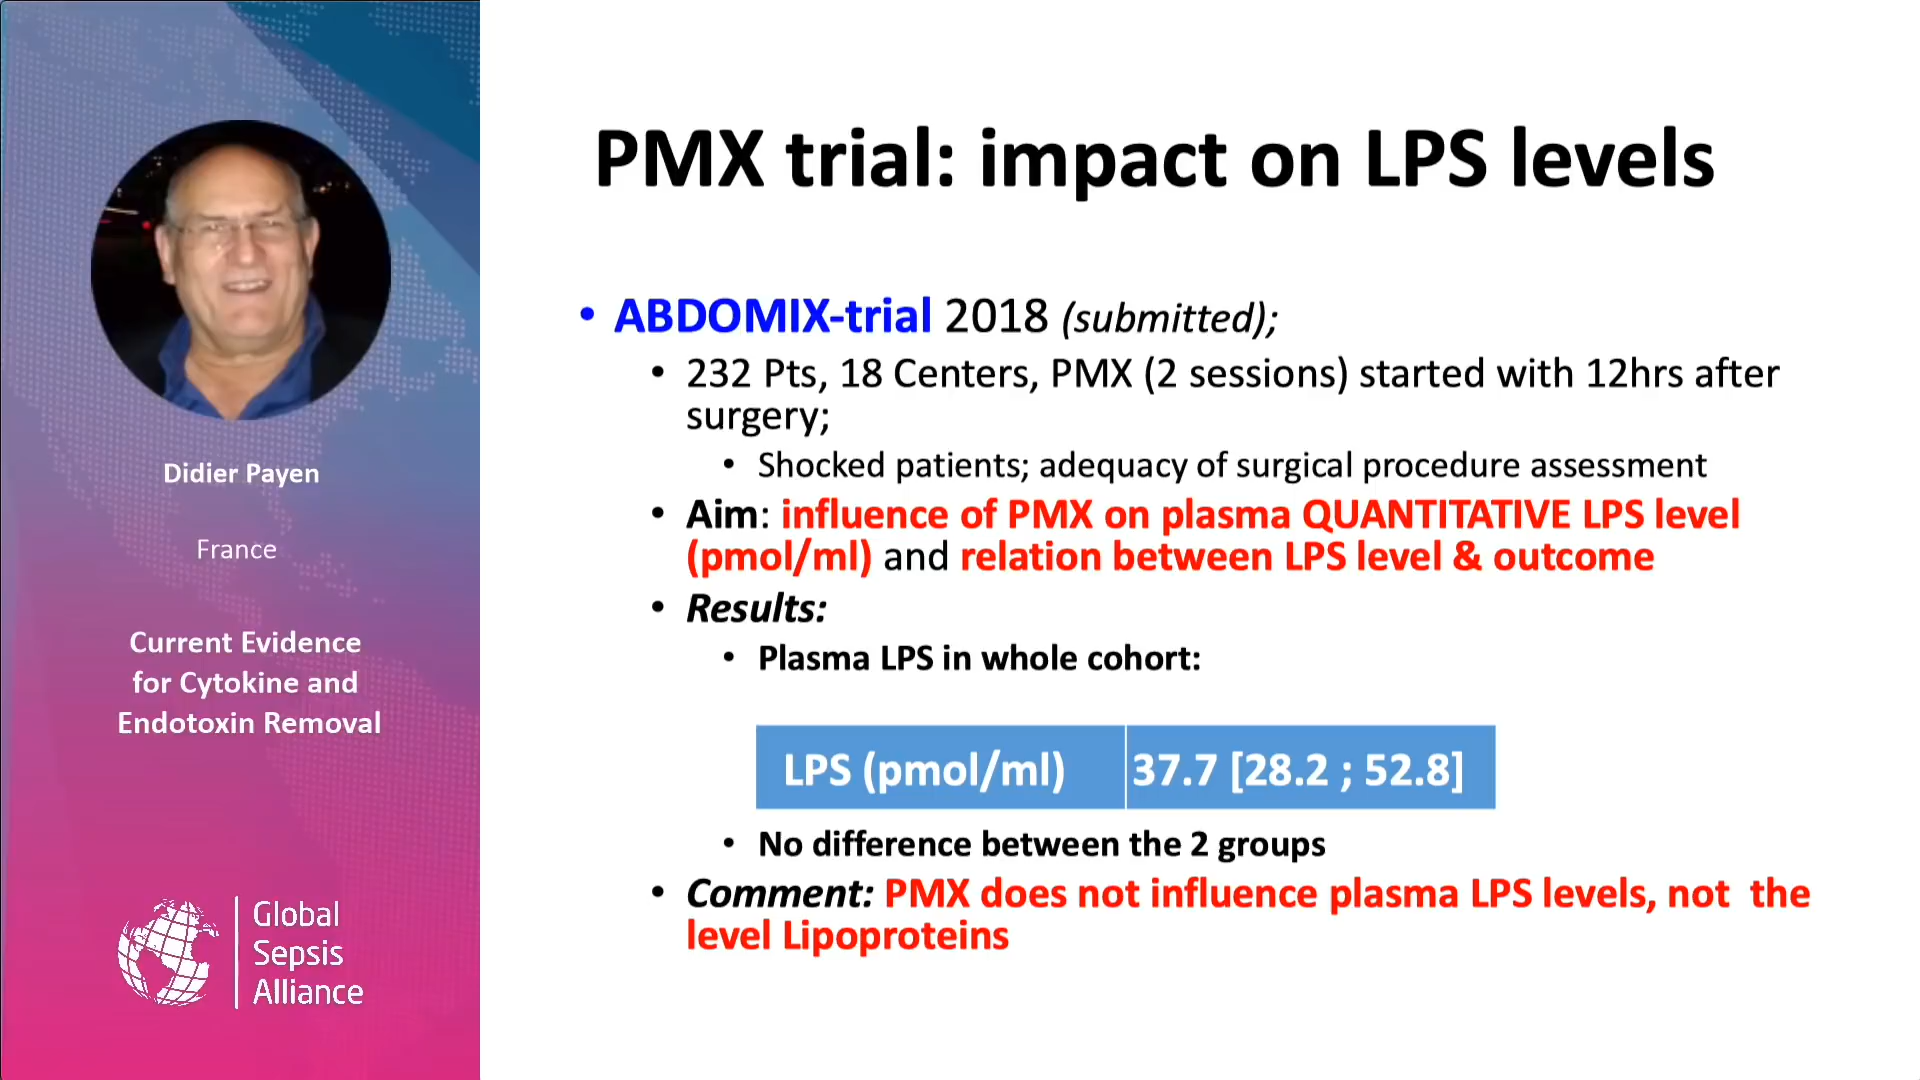 Didier Payen
France
Current Evidence
for Cytokine and
Endotoxin Removal
Global
Sepsis
Alliance
PMX trial: impact on LPS levels
• ABDOMIX-trial 2018 (submitted);
• 232 Pts, 18 Centers, PMX (2 sessions) started with 12hrs after
surgery;
• Shocked patients; adequacy of surgical procedure assessment
• Aim: influence of PMX on plasma QUANTITATIVE LPS level
(pmol/ml) and relation between LPS level & outcome
• Results:
• Plasma LPS in whole cohort:
LPS (pmol/ml) 37.7 [28.2 ; 52.8]
• No difference between the 2 groups
• Comment: PMX does not influence plasma LPS levels, not the
level Lipoproteins